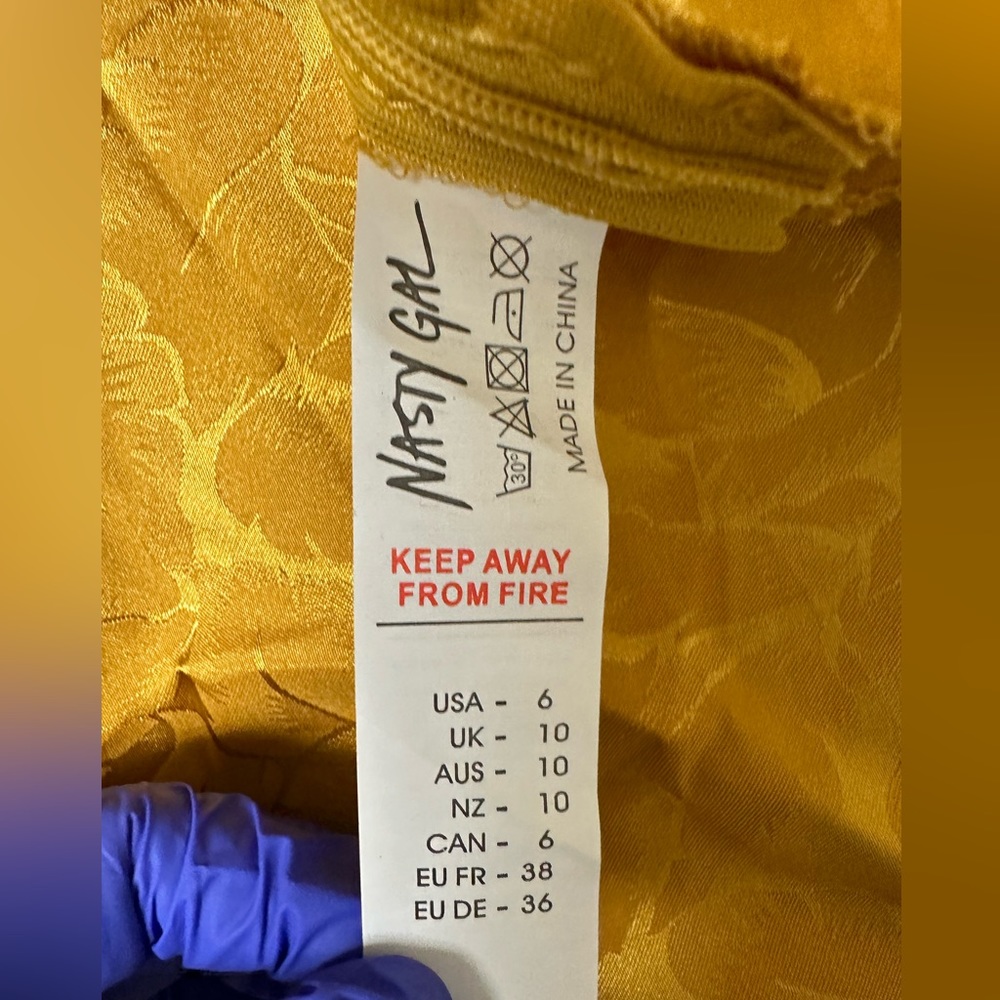 NASTY GAL
30°
MADE IN CHINA
KEEP AWAY
FROM FIRE
USA - 6
UK - 10
AUS - 10
NZ - 10
CAN - 6
EU FR - 38
EU DE - 36